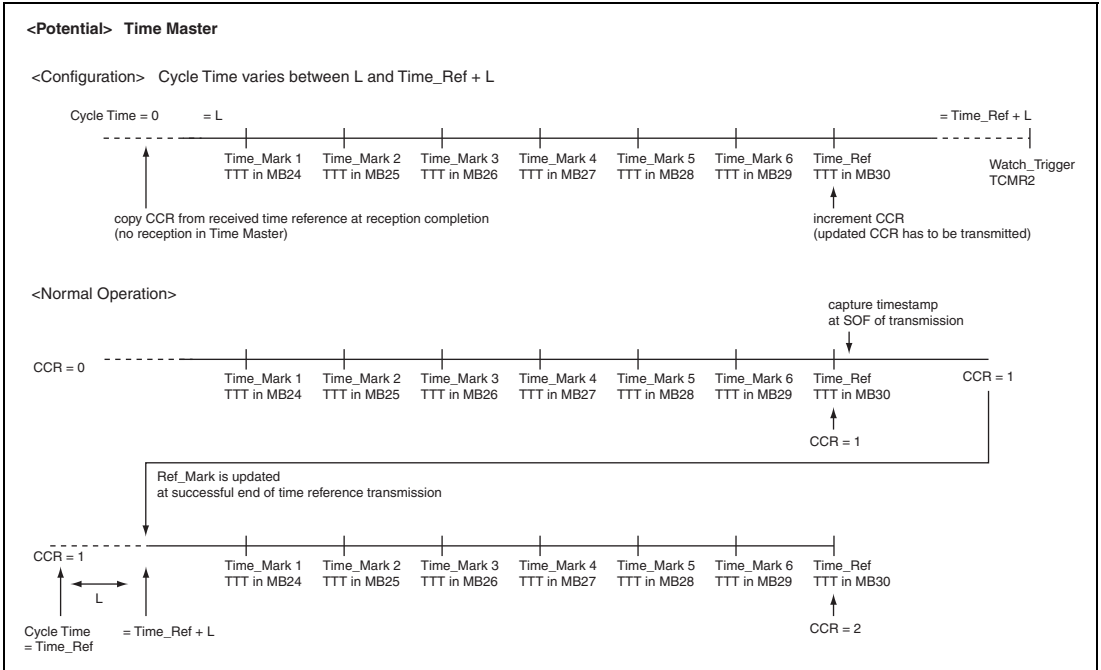 <Potential> Time Master
<Configuration> Cycle Time varies between L and Time_Ref + L
Cycle Time = 0
= L
= Time_Ref + L
Time_Mark 1
TTT in MB24
Time_Mark 2
TTT in MB25
Time_Mark 3
TTT in MB26
Time_Mark 4
TTT in MB27
Time_Mark 5
TTT in MB28
Time_Mark 6
TTT in MB29
Time_Ref
TTT in MB30
Watch_Trigger
TCMR2
copy CCR from received time reference at reception completion
(no reception in Time Master)
increment CCR
(updated CCR has to be transmitted)
<Normal Operation>
capture timestamp
at SOF of transmission
CCR = 0
Time_Mark 1
TTT in MB24
Time_Mark 2
TTT in MB25
Time_Mark 3
TTT in MB26
Time_Mark 4
TTT in MB27
Time_Mark 5
TTT in MB28
Time_Mark 6
TTT in MB29
Time_Ref
TTT in MB30
CCR = 1
CCR = 1
Ref_Mark is updated
at successful end of time reference transmission
CCR = 1
Time_Mark 1
TTT in MB24
Time_Mark 2
TTT in MB25
Time_Mark 3
TTT in MB26
Time_Mark 4
TTT in MB27
Time_Mark 5
TTT in MB28
Time_Mark 6
TTT in MB29
Time_Ref
TTT in MB30
L
Cycle Time
= Time_Ref
= Time_Ref + L
CCR = 2